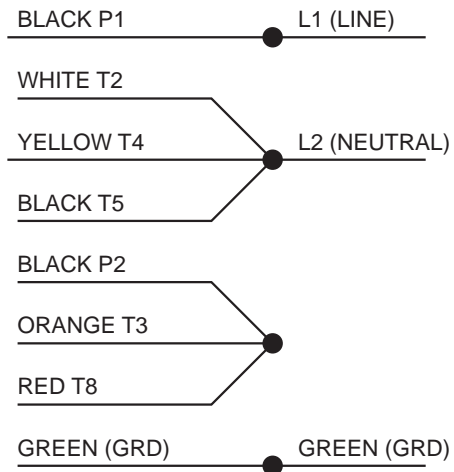 BLACK P1 L1 (LINE)
WHITE T2
YELLOW T4 L2 (NEUTRAL)
BLACK T5
BLACK P2
ORANGE T3
RED T8
GREEN (GRD) GREEN (GRD)